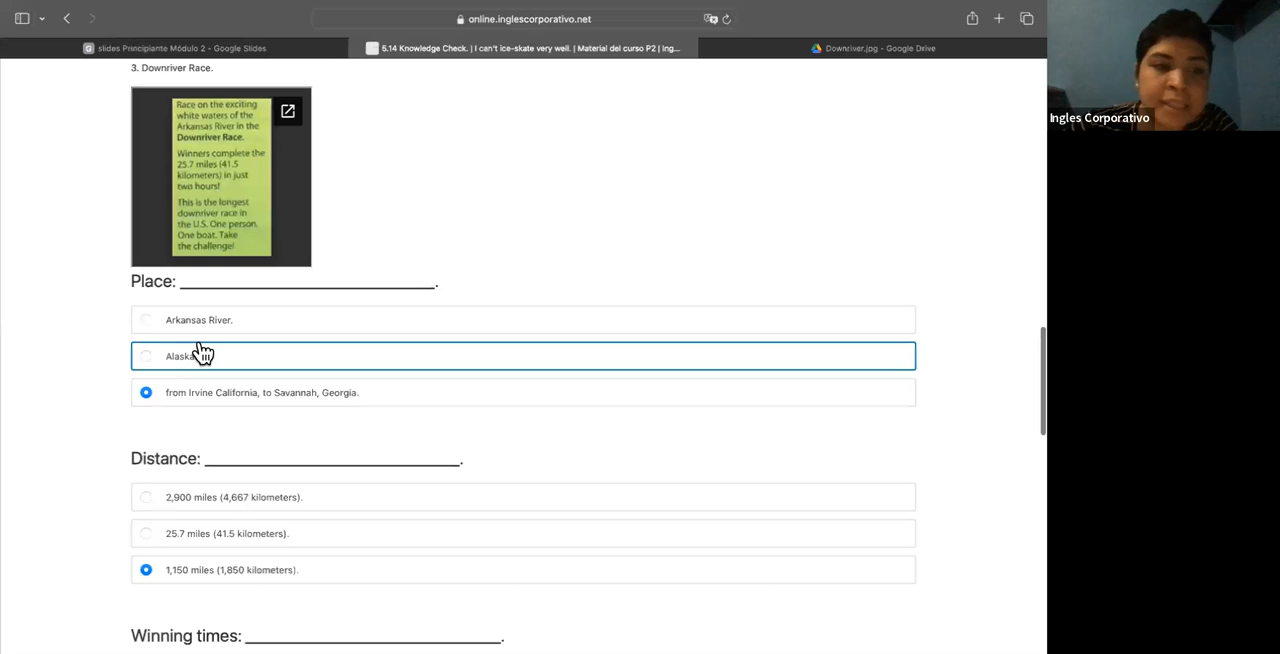 online.inglescorporativo.net
G slides Principiante Módulo 2 - Google Slides
5.14 Knowledge Check. | I can't ice-skate very well. | Material del curso P2 | Ing...
Downriver.jpg - Google Drive
3. Downriver Race.
Race on the exciting
white waters of the
Arkansas River in the
Downriver Race.
Winners complete the
25.7 miles (41.5
kilometers) in just
two hours!
This is the longest
downriver race in
the U.S. One person.
One boat. Take
the challenge!
Place: ____________________________.
Arkansas River.
Alaska
from Irvine California, to Savannah, Georgia.
Distance: ____________________________.
2,900 miles (4,667 kilometers).
25.7 miles (41.5 kilometers).
1,150 miles (1,850 kilometers).
Winning times: ____________________________.
Ingles Corporativo